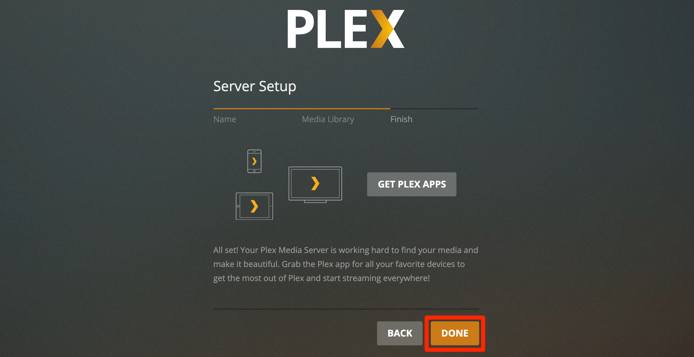 PLEX
Server Setup
Name
Media Library
Finish
GET PLEX APPS
All set! Your Plex Media Server is working hard to find your media and
make it beautiful. Grab the Plex app for all your favorite devices to
get the most out of Plex and start streaming everywhere!
BACK
DONE